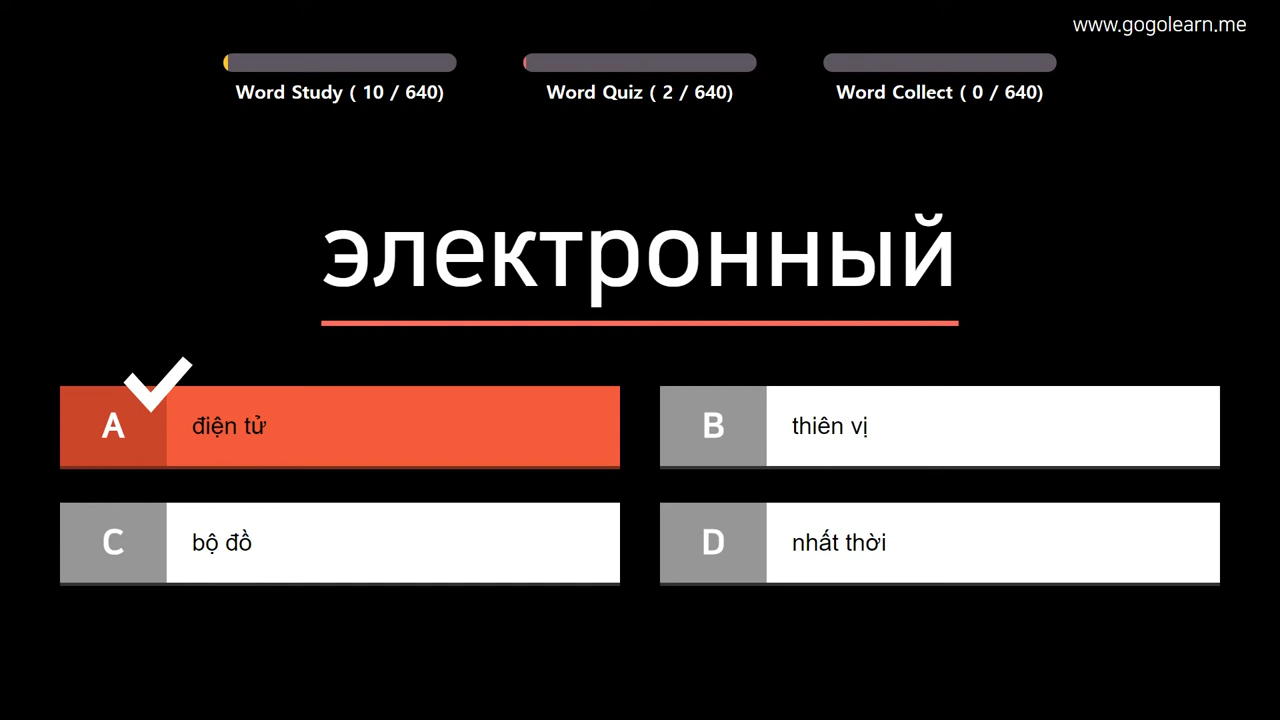 www.gogolearn.me
Word Study ( 10 / 640)
Word Quiz ( 2 / 640)
Word Collect ( 0 / 640)
электронный
A điện tử
B thiên vị
C bộ đồ
D nhất thời